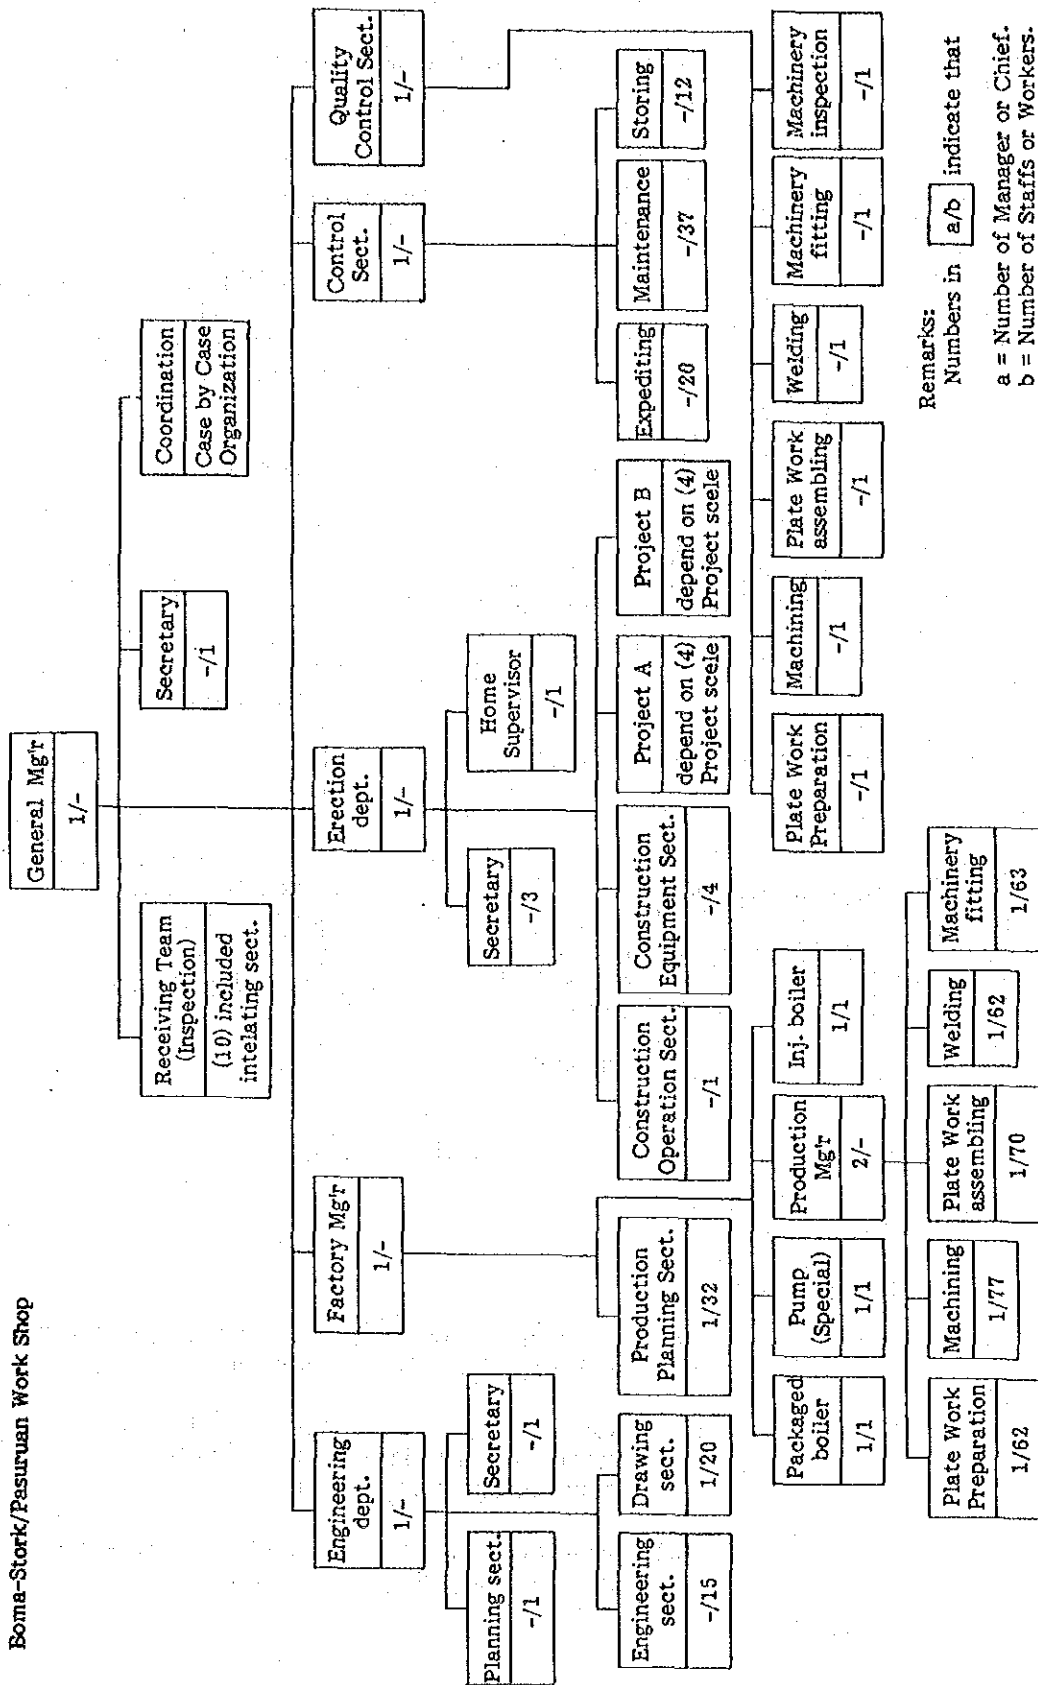 Boma-Stork/Pasuruan Work Shop
General Mg'r
1/-
Receiving Team
(Inspection)
(10) included
intelating sect.
Secretary
-/1
Coordination
Case by Case
Organization
Engineering
dept.
1/-
Factory Mg'r
1/-
Erection
dept.
1/-
Control
Sect.
1/-
Quality
Control Sect.
1/-
Planning sect.
-/1
Secretary
-/1
Secretary
-/3
Home
Supervisor
-/1
Engineering
sect.
-/15
Drawing
sect.
1/20
Production
Planning Sect.
1/32
Construction
Operation Sect.
-/1
Construction
Equipment Sect.
-/4
Project A
depend on (4)
Project scele
Project B
depend on (4)
Project scele
Expediting
-/20
Maintenance
-/37
Storing
-/12
Packaged
boiler
1/1
Pump
(Special)
1/1
Production
Mg'r
2/-
Inj. boiler
1/1
Plate Work
Preparation
-/1
Machining
-/1
Plate Work
assembling
-/1
Welding
-/1
Machinery
fitting
-/1
Machinery
inspection
-/1
Plate Work
Preparation
1/62
Machining
1/77
Plate Work
assembling
1/70
Welding
1/62
Machinery
fitting
1/63
Remarks:
Numbers in a/b indicate that
a = Number of Manager or Chief.
b = Number of Staffs or Workers.